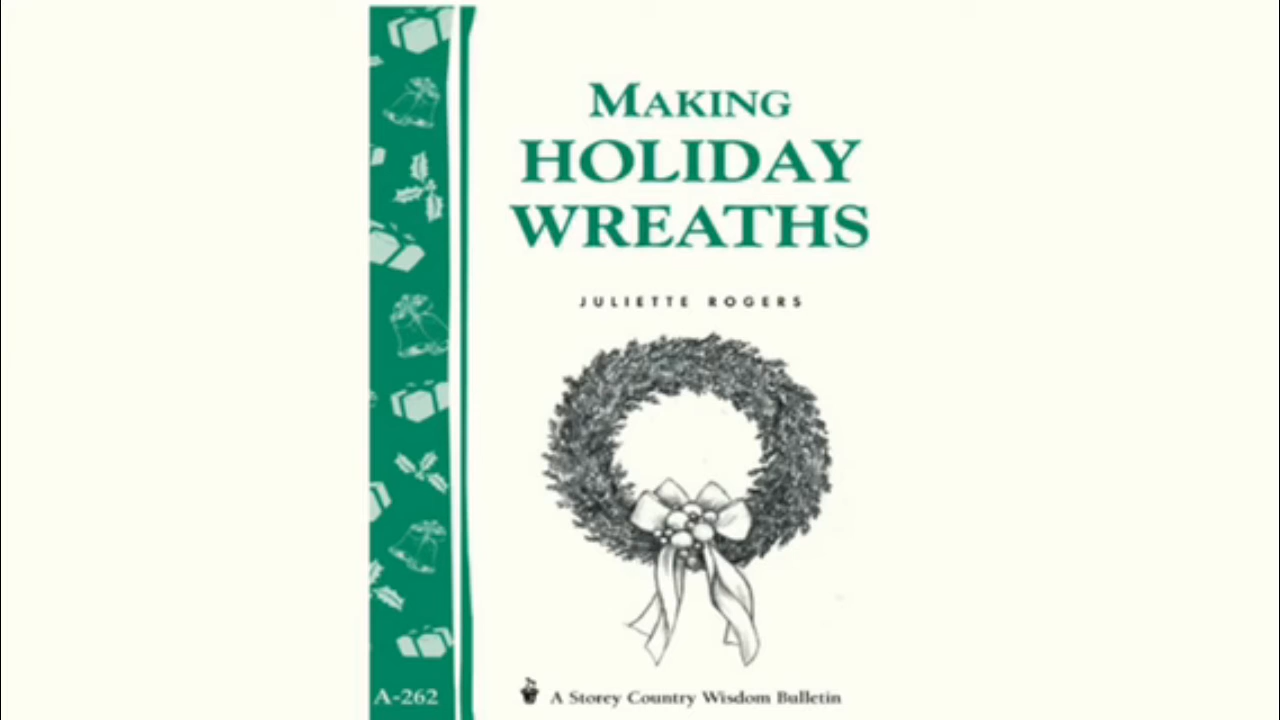 MAKING
HOLIDAY
WREATHS
JULIETTE ROGERS
A-262
A Storey Country Wisdom Bulletin